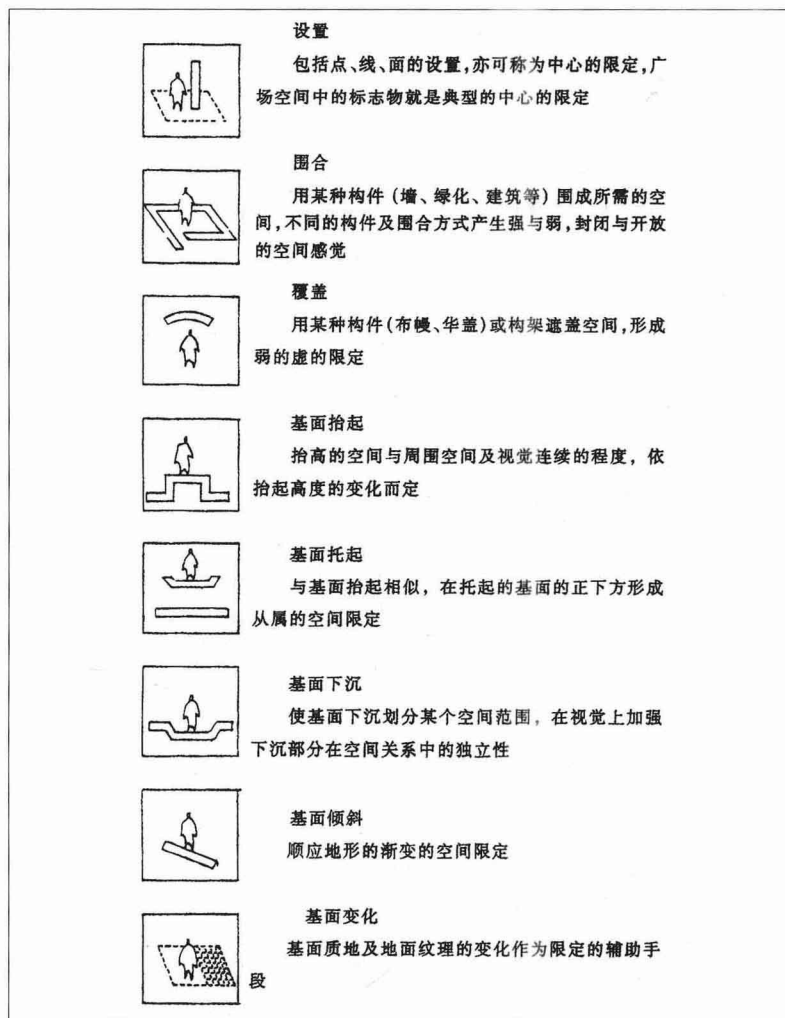 设置
包括点、线、面的设置,亦可称为中心的限定,广
场空间中的标志物就是典型的中心的限定
围合
用某种构件(墙、绿化、建筑等)围成所需的空
间,不同的构件及围合方式产生强与弱,封闭与开放
的空间感觉
覆盖
用某种构件(布幔、华盖)或构架遮盖空间,形成
弱的虚的限定
基面抬起
抬高的空间与周围空间及视觉连续的程度,依
抬起高度的变化而定
基面托起
与基面抬起相似,在托起的基面的正下方形成
从属的空间限定
基面下沉
使基面下沉划分某个空间范围,在视觉上加强
下沉部分在空间关系中的独立性
基面倾斜
顺应地形的渐变的空间限定
基面变化
基面质地及地面纹理的变化作为限定的辅助手
段